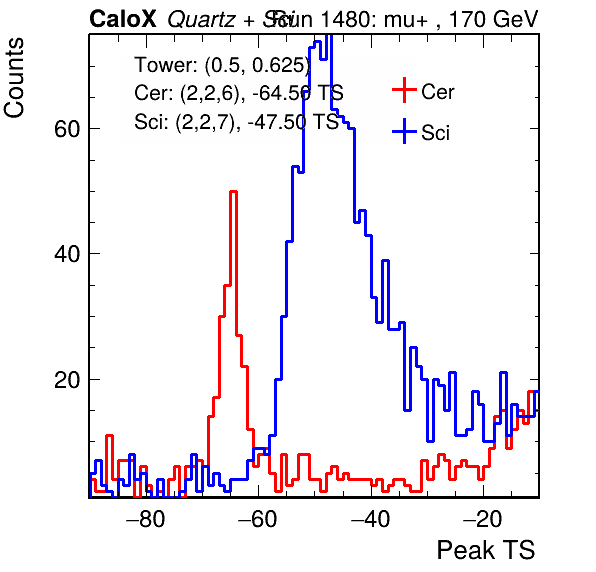 CaloX Quartz + Sci Run 1480: mu+ , 170 GeV
Counts
Tower: (0.5, 0.625)
Cer: (2,2,6), -64.50 TS
Sci: (2,2,7), -47.50 TS
Cer
Sci
60
40
20
−80 −60 −40 −20
Peak TS